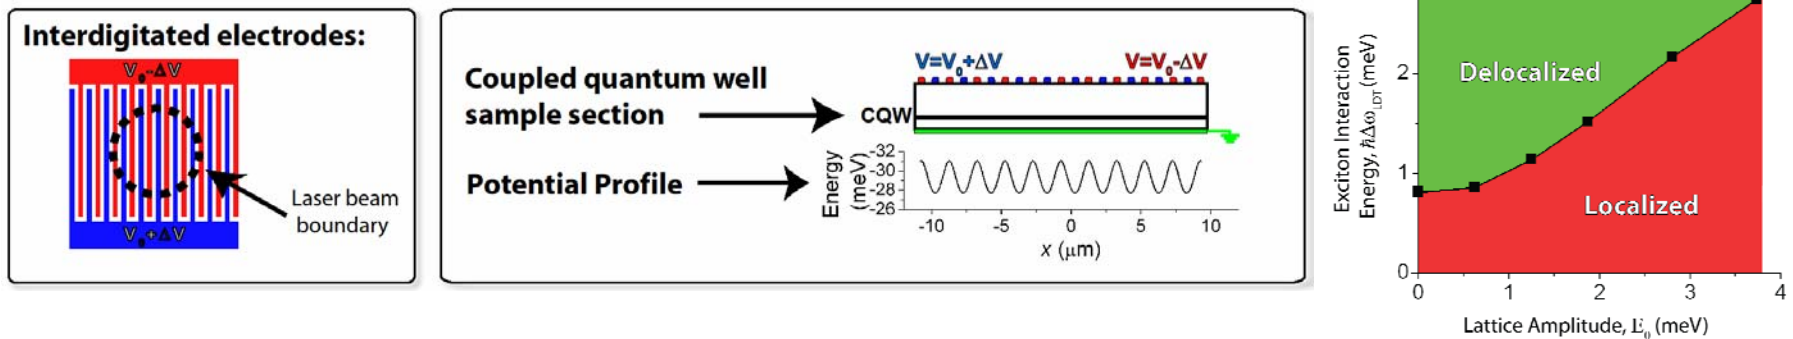 Interdigitated electrodes:
V₀-ΔV
Laser beam
boundary
V₀+ΔV
Coupled quantum well
sample section
V=V₀+ΔV
V=V₀-ΔV
CQW
Potential Profile
Energy
(meV)
-32
-30
-28
-26
-10
-5
0
5
10
x (μm)
Exciton Interaction
Energy, ℏΔω_LDT (meV)
2
1
0
Delocalized
Localized
0
1
2
3
4
Lattice Amplitude, E₀ (meV)